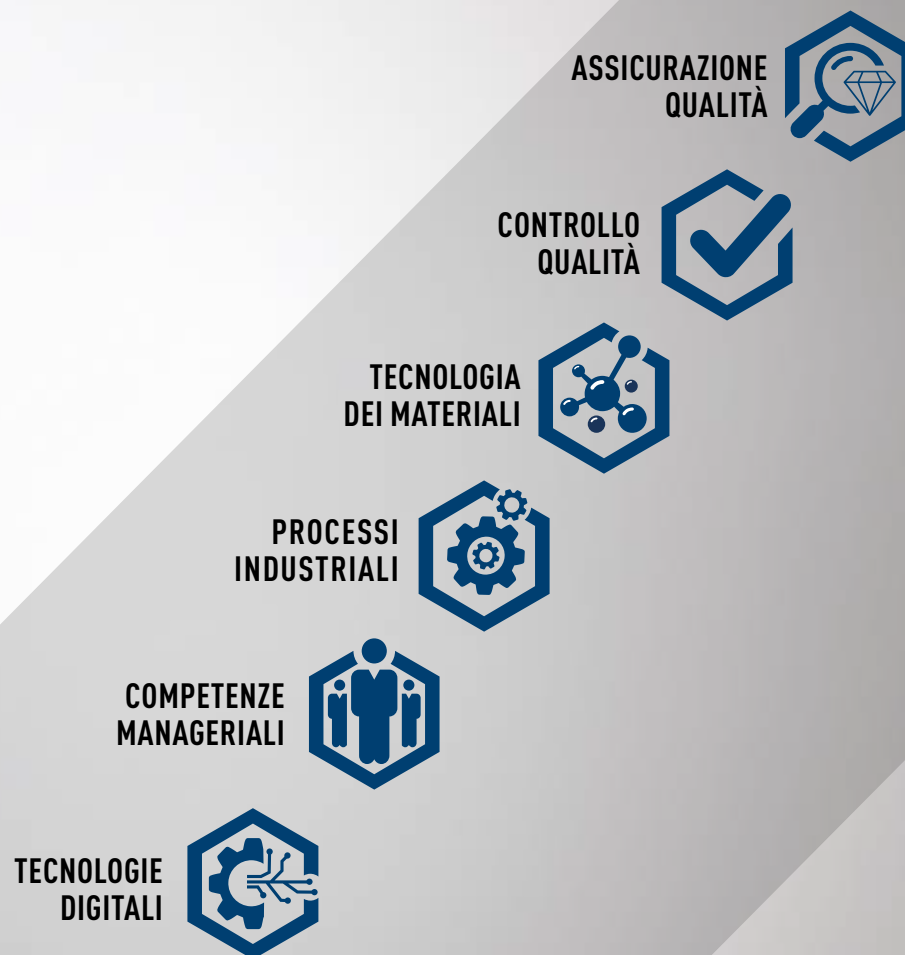 ASSICURAZIONE
QUALITÀ
CONTROLLO
QUALITÀ
TECNOLOGIA
DEI MATERIALI
PROCESSI
INDUSTRIALI
COMPETENZE
MANAGERIALI
TECNOLOGIE
DIGITALI